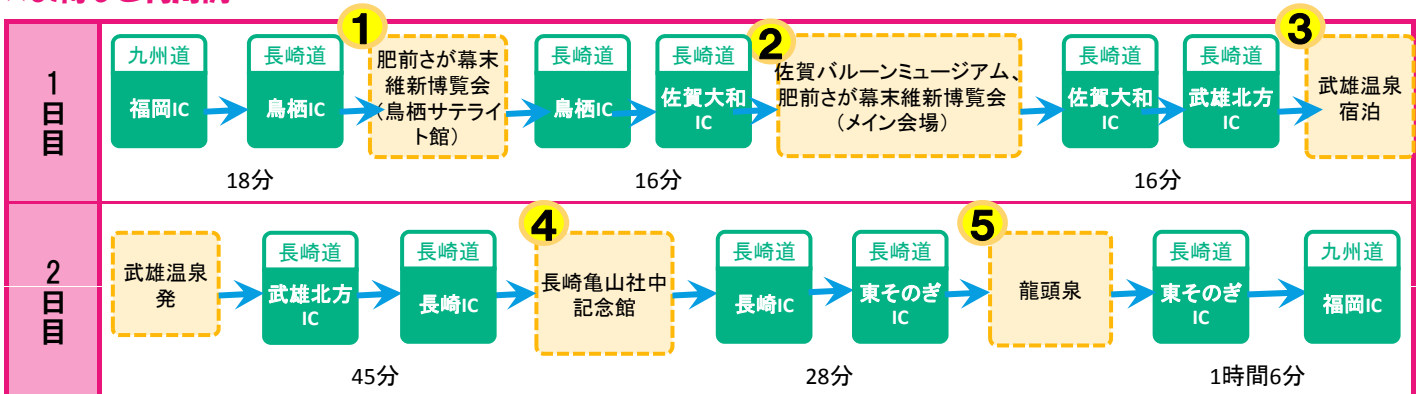 1
日
目
九州道
福岡IC
長崎道
鳥栖IC
1
肥前さが幕末
維新博覧会
（鳥栖サテライ
ト館）
長崎道
鳥栖IC
長崎道
佐賀大和
IC
2
佐賀バルーンミュージアム、
肥前さが幕末維新博覧会
（メイン会場）
長崎道
佐賀大和
IC
長崎道
武雄北方
IC
3
武雄温泉
宿泊
18分
16分
16分
2
日
目
武雄温泉
発
長崎道
武雄北方
IC
長崎道
長崎IC
4
長崎亀山社中
記念館
長崎道
長崎IC
長崎道
東そのぎ
IC
5
龍頭泉
長崎道
東そのぎ
IC
九州道
福岡IC
45分
28分
1時間6分